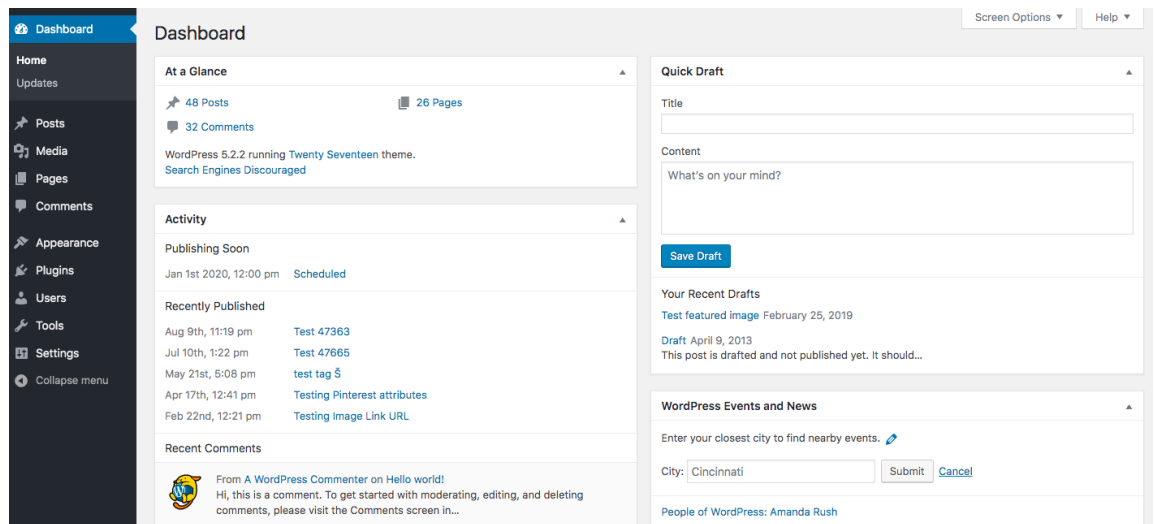 Dashboard
Home
Updates
Posts
Media
Pages
Comments
Appearance
Plugins
Users
Tools
Settings
Collapse menu
Screen Options
Help
Dashboard
At a Glance
48 Posts
26 Pages
32 Comments
WordPress 5.2.2 running Twenty Seventeen theme.
Search Engines Discouraged
Activity
Publishing Soon
Jan 1st 2020, 12:00 pm Scheduled
Recently Published
Aug 9th, 11:19 pm Test 47363
Jul 10th, 1:22 pm Test 47665
May 21st, 5:08 pm test tag Š
Apr 17th, 12:41 pm Testing Pinterest attributes
Feb 22nd, 12:21 pm Testing Image Link URL
Recent Comments
From A WordPress Commenter on Hello world!
Hi, this is a comment. To get started with moderating, editing, and deleting
comments, please visit the Comments screen in...
Quick Draft
Title
Content
What's on your mind?
Save Draft
Your Recent Drafts
Test featured image February 25, 2019
Draft April 9, 2013
This post is drafted and not published yet. It should...
WordPress Events and News
Enter your closest city to find nearby events.
City: Cincinnati Submit Cancel
People of WordPress: Amanda Rush